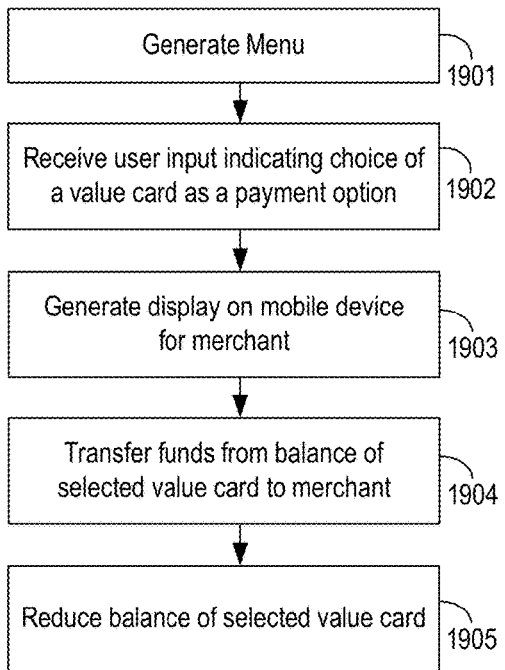 Generate Menu
1901
Receive user input indicating choice of
a value card as a payment option
1902
Generate display on mobile device
for merchant
1903
Transfer funds from balance of
selected value card to merchant
1904
Reduce balance of selected value card
1905